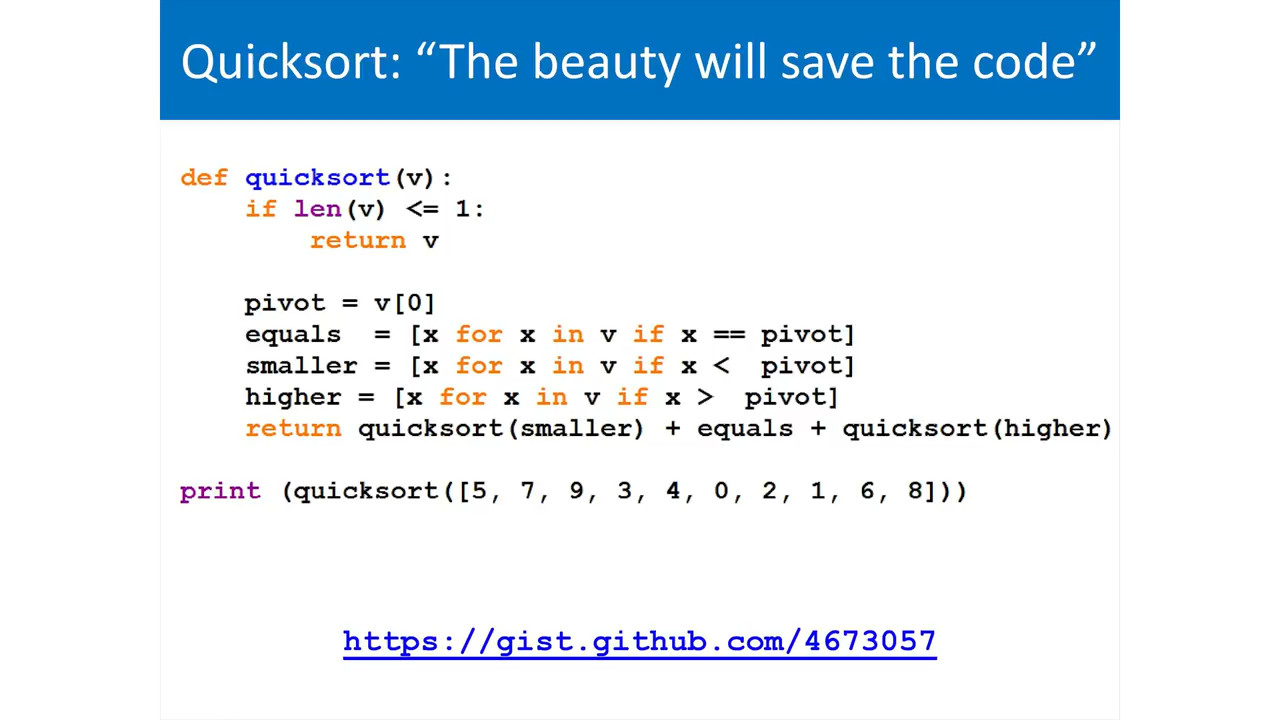 Quicksort: “The beauty will save the code”
def quicksort(v):
    if len(v) <= 1:
        return v
    pivot = v[0]
    equals  = [x for x in v if x == pivot]
    smaller = [x for x in v if x <  pivot]
    higher = [x for x in v if x >  pivot]
    return quicksort(smaller) + equals + quicksort(higher)
print (quicksort([5, 7, 9, 3, 4, 0, 2, 1, 6, 8]))
https://gist.github.com/4673057